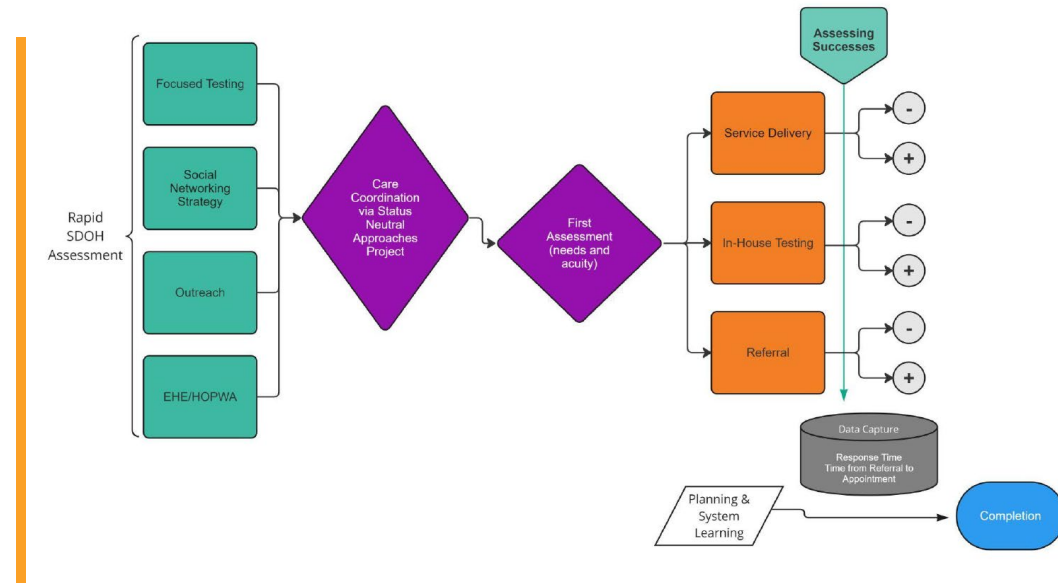 Rapid
SDOH
Assessment
Focused Testing
Social
Networking
Strategy
Outreach
EHE/HOPWA
Care
Coordination
via Status
Neutral
Approaches
Project
First
Assessment
(needs and
acuity)
Assessing
Successes
Service Delivery
-
+
In-House Testing
-
+
Referral
-
+
Data Capture
Response Time
Time from Referral to
Appointment
Planning &
System
Learning
Completion